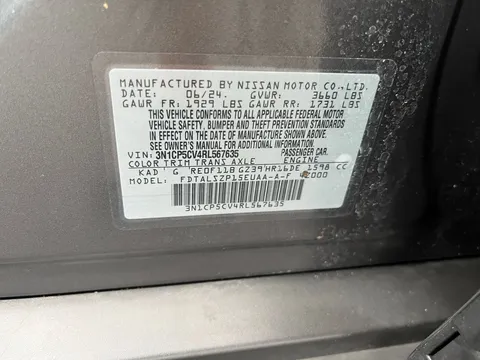 MANUFACTURED BY NISSAN MOTOR CO.,LTD.
DATE: 06/24. GVWR: 3660 LBS
GAWR FR: 1929 LBS GAWR RR: 1731 LBS
THIS VEHICLE CONFORMS TO ALL APPLICABLE
FEDERAL MOTOR VEHICLE
SAFETY, BUMPER AND THEFT
PREVENTION STANDARDS
IN EFFECT ON THE DATE OF MANUFACTURE SHOWN ABOVE.
SEE OWNER'S MANUAL FOR ADDITIONAL INFORMATION.
VIN: 3N1CP5CV4RL567635 PASSENGER CAR.
COLOR TRIM TRANS AXLE ENGINE
KAD G RE0F11B GZ39 HR16DE 1598 CC
MODEL: FDTALSZP15EUAA-A-F
3N1CP5CV4RL567635